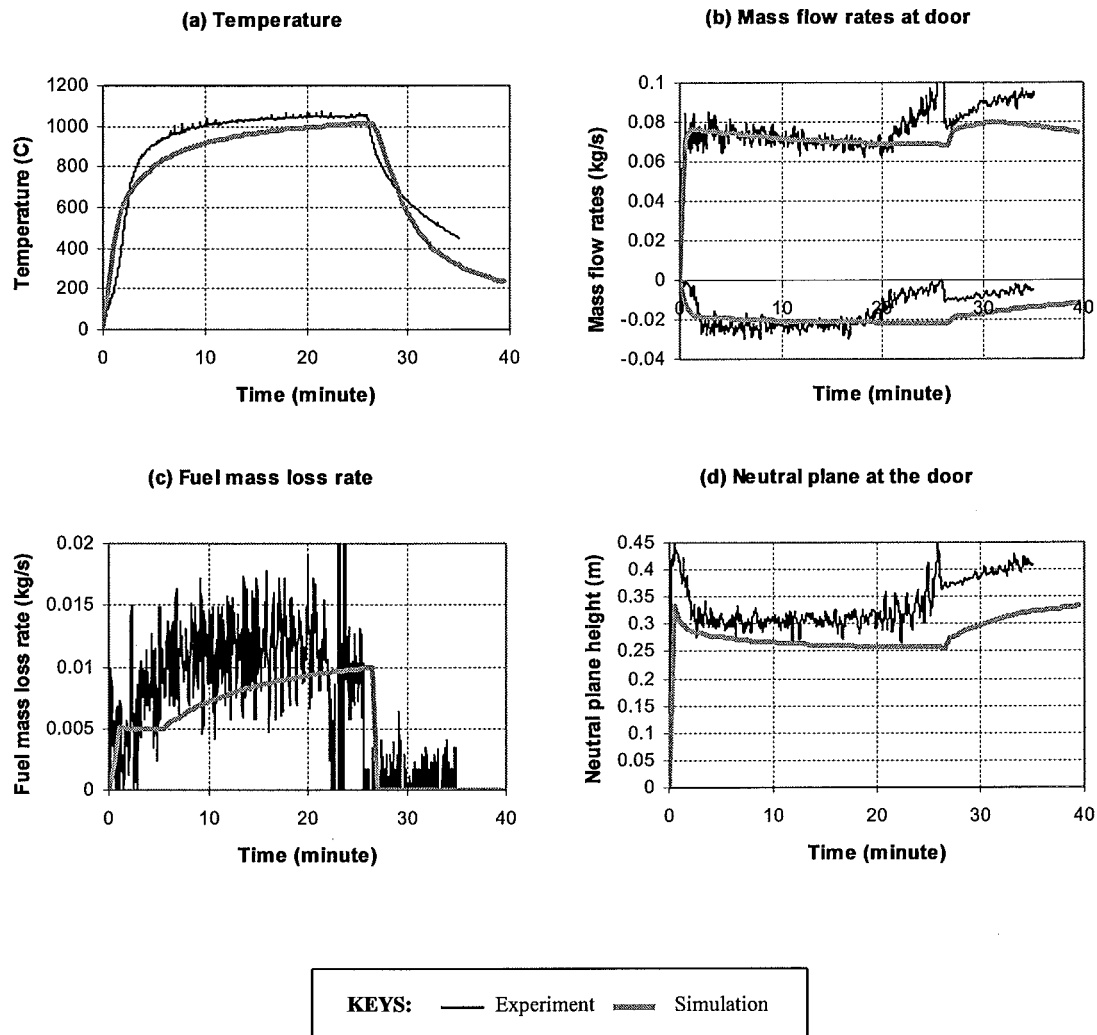 (a) Temperature
1200
1000
800
600
400
200
0
Temperature (C)
0 10 20 30 40
Time (minute)
(b) Mass flow rates at door
0.1
0.08
0.06
0.04
0.02
0
-0.02
-0.04
Mass flow rates (kg/s)
0 10 20 30 40
Time (minute)
(c) Fuel mass loss rate
0.02
0.015
0.01
0.005
0
Fuel mass loss rate (kg/s)
0 10 20 30 40
Time (minute)
(d) Neutral plane at the door
0.45
0.4
0.35
0.3
0.25
0.2
0.15
0.1
0.05
0
Neutral plane height (m)
0 10 20 30 40
Time (minute)
KEYS: Experiment Simulation